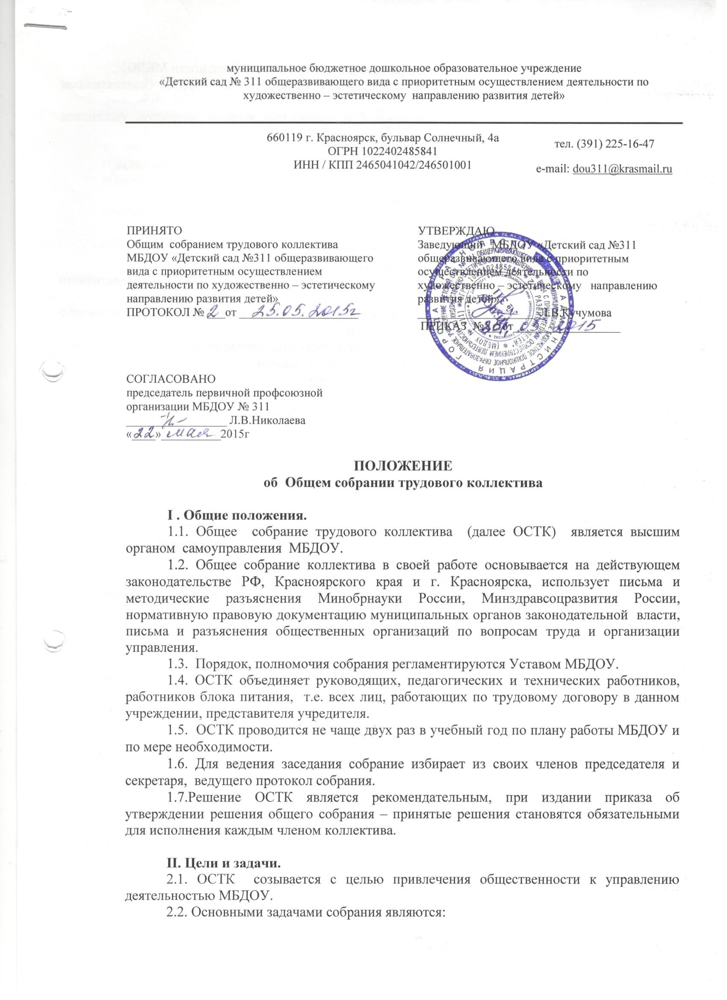 муниципальное бюджетное дошкольное образовательное учреждение
«Детский сад № 311 общеразвивающего вида с приоритетным осуществлением деятельности по
художественно – эстетическому направлению развития детей»
660119 г. Красноярск, бульвар Солнечный, 4а
ОГРН 1022402485841
ИНН / КПП 2465041042/246501001
тел. (391) 225-16-47
e-mail: dou311@krasmail.ru
ПРИНЯТО
Общим собранием трудового коллектива
МБДОУ «Детский сад №311 общеразвивающего
вида с приоритетным осуществлением
деятельности по художественно – эстетическому
направлению развития детей»
ПРОТОКОЛ № 2 от 25.05.2015г
УТВЕРЖДАЮ
Заведующий МБДОУ «Детский сад №311
общеразвивающего вида с приоритетным
осуществлением деятельности по
художественно – эстетическому направлению
развития детей»
Л.В.Кучумова
ПРИКАЗ № от 2015
АДМИНИСТРАЦИЯ ГОРОДА КРАСНОЯРСКА
СОГЛАСОВАНО
председатель первичной профсоюзной
организации МБДОУ № 311
Л.В.Николаева
«22» мая 2015г
ПОЛОЖЕНИЕ
об Общем собрании трудового коллектива
I . Общие положения.
1.1. Общее собрание трудового коллектива (далее ОСТК) является высшим
органом самоуправления МБДОУ.
1.2. Общее собрание коллектива в своей работе основывается на действующем
законодательстве РФ, Красноярского края и г. Красноярска, использует письма и
методические разъяснения Минобрнауки России, Минздравсоцразвития России,
нормативную правовую документацию муниципальных органов законодательной власти,
письма и разъяснения общественных организаций по вопросам труда и организации
управления.
1.3. Порядок, полномочия собрания регламентируются Уставом МБДОУ.
1.4. ОСТК объединяет руководящих, педагогических и технических работников,
работников блока питания, т.е. всех лиц, работающих по трудовому договору в данном
учреждении, представителя учредителя.
1.5. ОСТК проводится не чаще двух раз в учебный год по плану работы МБДОУ и
по мере необходимости.
1.6. Для ведения заседания собрание избирает из своих членов председателя и
секретаря, ведущего протокол собрания.
1.7.Решение ОСТК является рекомендательным, при издании приказа об
утверждении решения общего собрания – принятые решения становятся обязательными
для исполнения каждым членом коллектива.
II. Цели и задачи.
2.1. ОСТК созывается с целью привлечения общественности к управлению
деятельностью МБДОУ.
2.2. Основными задачами собрания являются: